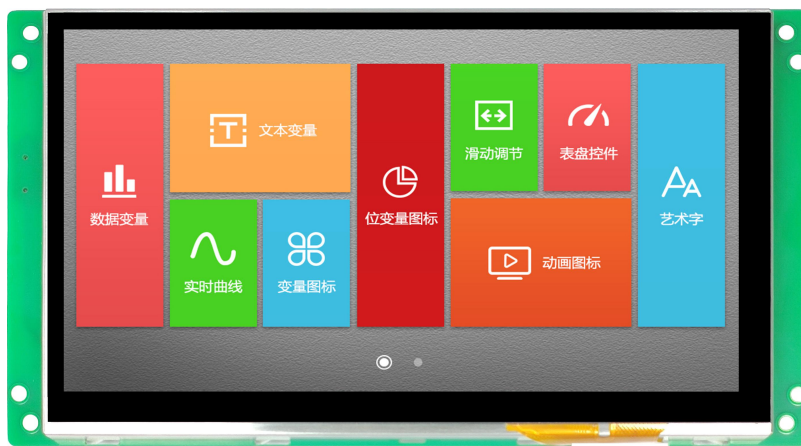 数据变量
文本变量
实时曲线
变量图标
位变量图标
滑动调节
表盘控件
动画图标
艺术字